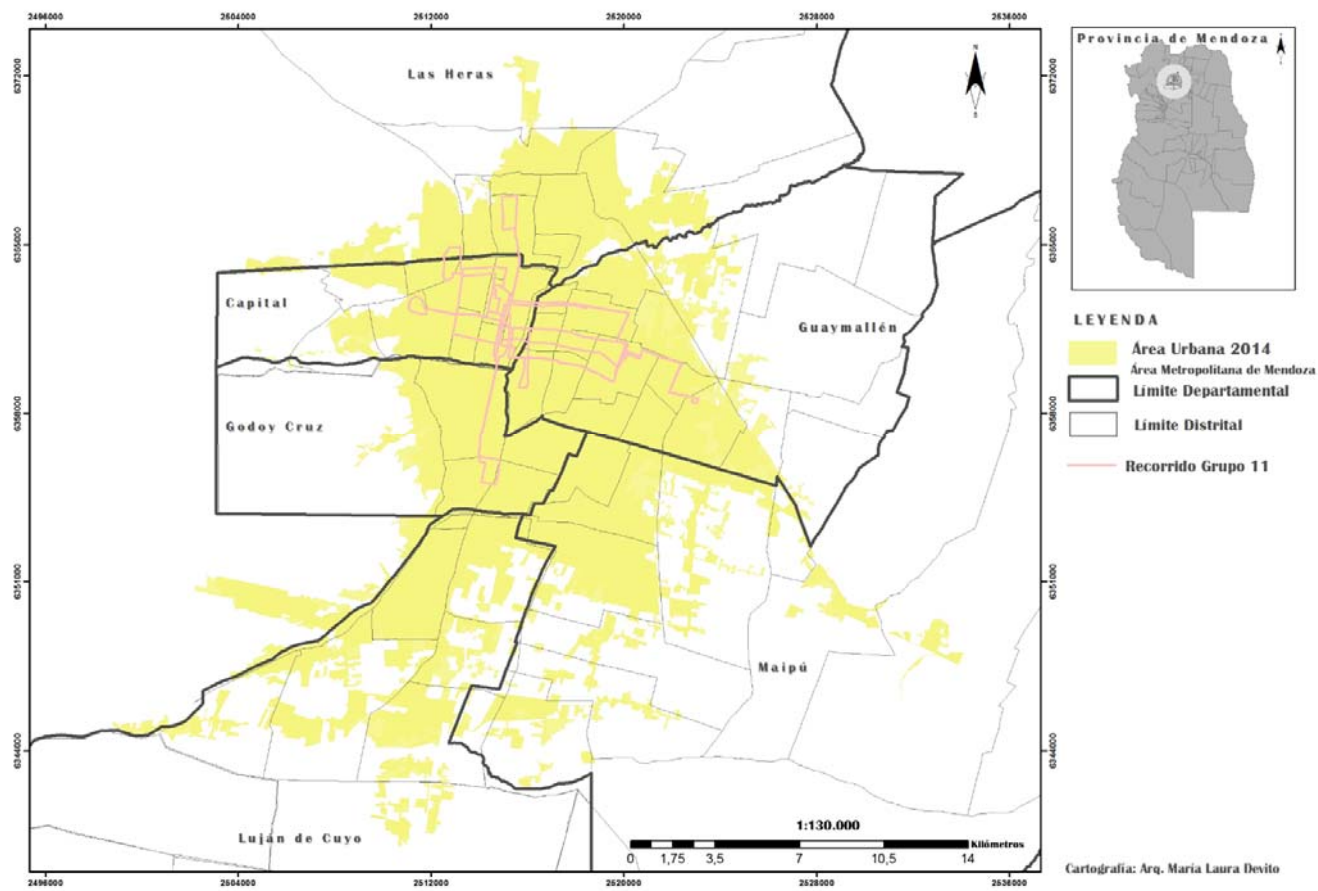 2496000
2504000
2512000
2520000
2528000
2536000
6372000
6372000
Las Heras
N
S
Provincia de Mendoza
Capital
Guaymallén
Godoy Cruz
LEYENDA
Área Urbana 2014
Área Metropolitana de Mendoza
Límite Departamental
Límite Distrital
Recorrido Grupo 11
6358000
6358000
6351000
6351000
Maipú
6344000
6344000
Luján de Cuyo
1:130.000
Kilómetros
0 1,75 3,5 7 10,5 14
Cartografía: Arq. María Laura Devito
2496000
2504000
2512000
2520000
2528000
2536000